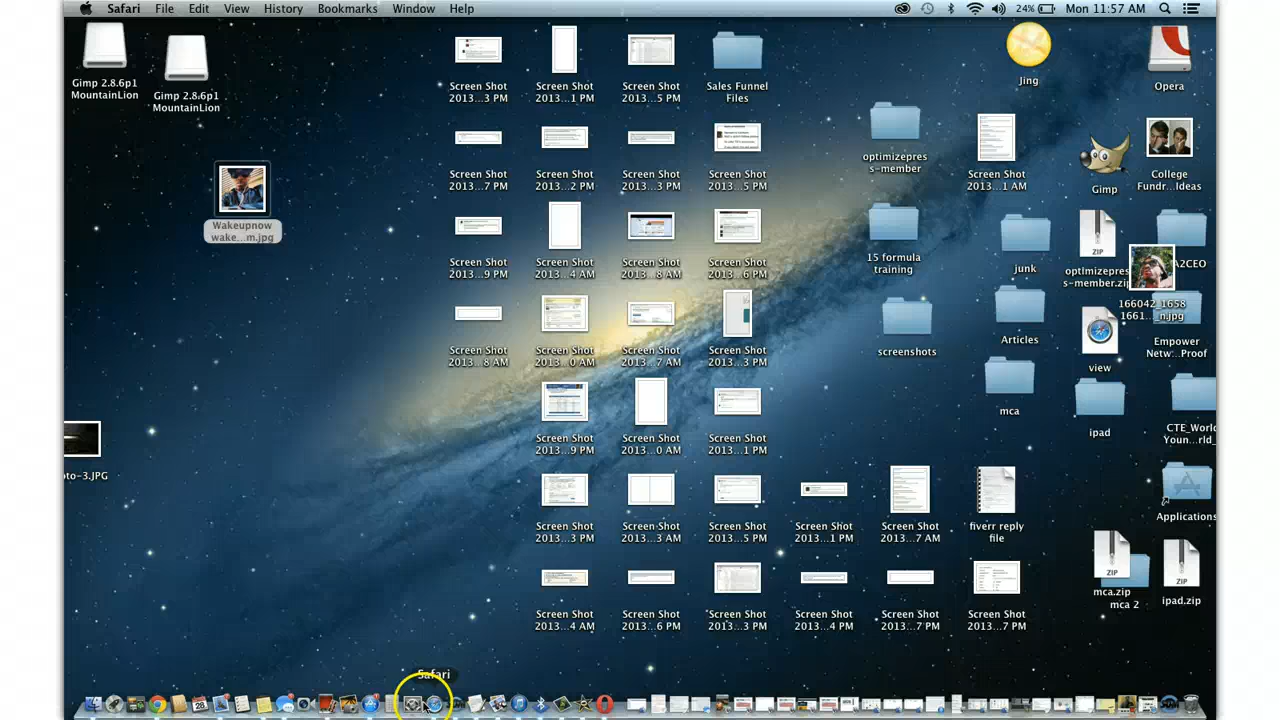 Safari File Edit View History Bookmarks Window Help 24% Mon 11:57 AM
Gimp 2.8.6p1
MountainLion
Gimp 2.8.6p1
MountainLion
Screen Shot
2013...3 PM
Screen Shot
2013...1 PM
Screen Shot
2013...5 PM
Sales Funnel
Files
Jing
Opera
Screen Shot
2013...7 PM
Screen Shot
2013...2 PM
Screen Shot
2013...3 PM
Screen Shot
2013...5 PM
optimizepres
s-member
Screen Shot
2013...1 AM
Gimp
College
Fundr...Ideas
Wakeupnow
wake...m.jpg
Screen Shot
2013...9 PM
Screen Shot
2013...4 AM
Screen Shot
2013...8 AM
Screen Shot
2013...6 PM
15 formula
training
junk
ZIP
optimizepres
s-member.zip
A2CEO
166042_1658
1661..._n.jpg
Screen Shot
2013...8 AM
Screen Shot
2013...0 AM
Screen Shot
2013...7 AM
Screen Shot
2013...3 PM
screenshots
Articles
view
Empower
Netw...Proof
oto-3.JPG
Screen Shot
2013...9 PM
Screen Shot
2013...0 AM
Screen Shot
2013...1 PM
mca
ipad
CTE_World
Youn...rld_
Screen Shot
2013...3 PM
Screen Shot
2013...3 AM
Screen Shot
2013...5 PM
Screen Shot
2013...1 PM
Screen Shot
2013...7 AM
fiverr reply
file
Applications
Screen Shot
2013...4 AM
Screen Shot
2013...6 PM
Screen Shot
2013...3 PM
Screen Shot
2013...4 PM
Screen Shot
2013...7 PM
Screen Shot
2013...7 PM
ZIP
mca.zip
mca 2
ZIP
ipad.zip
Safari
28